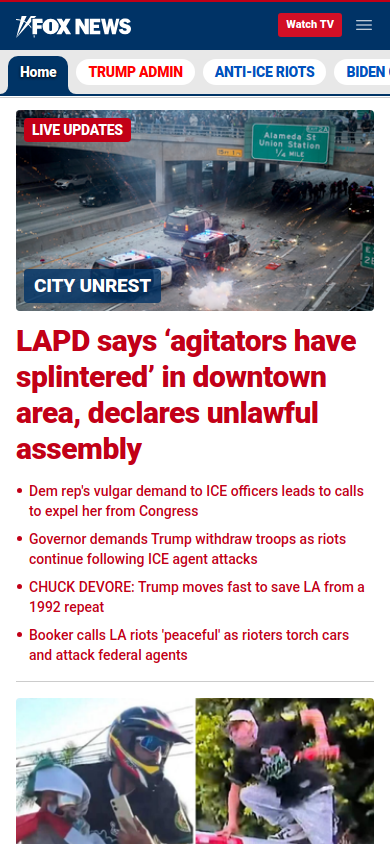 FOX NEWS
Watch TV
Home
TRUMP ADMIN
ANTI-ICE RIOTS
BIDEN
LIVE UPDATES
Alameda St
Union Station
1/4 MILE
CITY UNREST
LAPD says ‘agitators have
splintered’ in downtown
area, declares unlawful
assembly
Dem rep's vulgar demand to ICE officers leads to calls
to expel her from Congress
Governor demands Trump withdraw troops as riots
continue following ICE agent attacks
CHUCK DEVORE: Trump moves fast to save LA from a
1992 repeat
Booker calls LA riots 'peaceful' as rioters torch cars
and attack federal agents